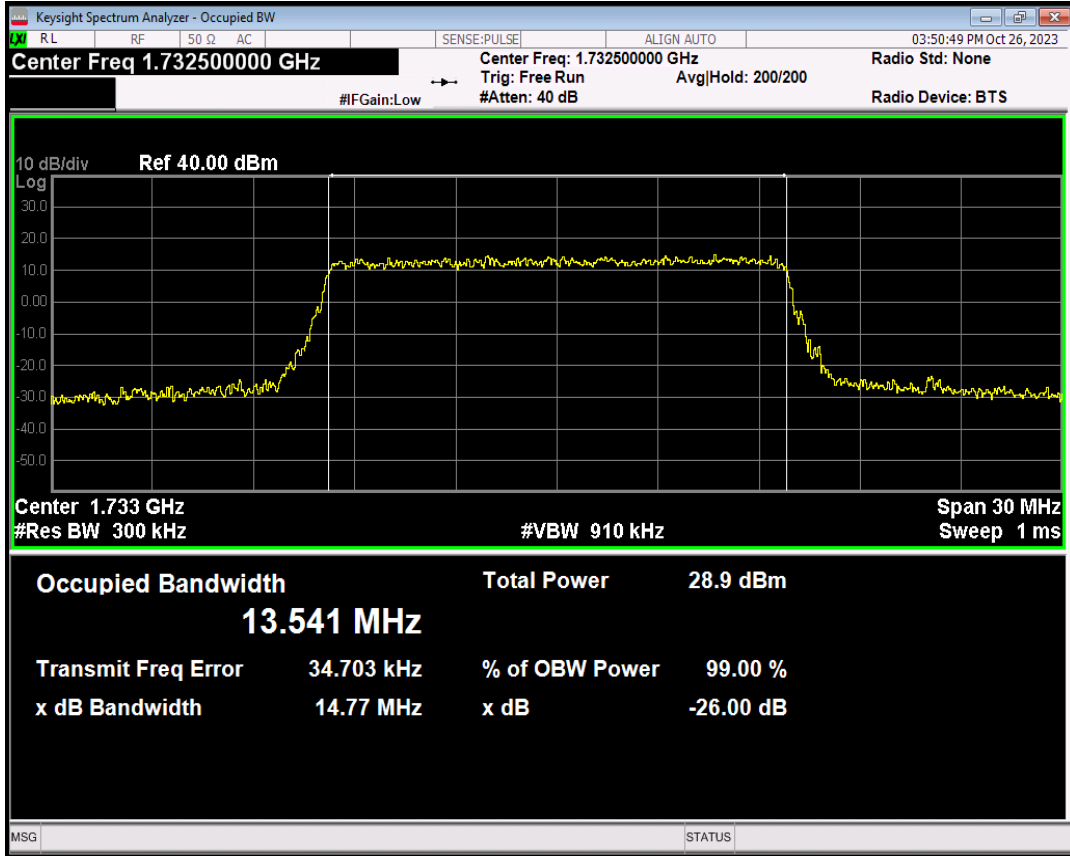 Keysight Spectrum Analyzer - Occupied BW
LXI RL RF 50 Ω AC SENSE:PULSE ALIGN AUTO 03:50:49 PM Oct 26, 2023
Center Freq 1.732500000 GHz
Center Freq: 1.732500000 GHz Radio Std: None
Trig: Free Run Avg|Hold: 200/200
#IFGain:Low #Atten: 40 dB Radio Device: BTS
10 dB/div Ref 40.00 dBm
Log
30.0
20.0
10.0
0.00
-10.0
-20.0
-30.0
-40.0
-50.0
Center 1.733 GHz Span 30 MHz
#Res BW 300 kHz #VBW 910 kHz Sweep 1 ms
Occupied Bandwidth Total Power 28.9 dBm
13.541 MHz
Transmit Freq Error 34.703 kHz % of OBW Power 99.00 %
x dB Bandwidth 14.77 MHz x dB -26.00 dB
MSG STATUS